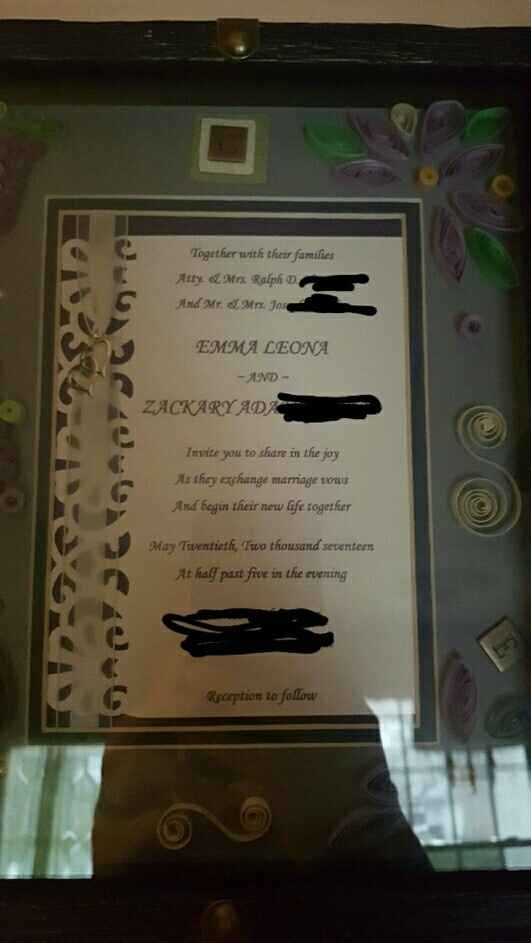 Together with their families
Atty. & Mrs. Ralph D.
And Mr. & Mrs.
EMMA LEONA
~ AND ~
ZACKARY
Invite you to share in the joy
As they exchange marriage vows
And begin their new life together
May Twentieth, Two thousand seventeen
At half past five in the evening
Reception to follow
E